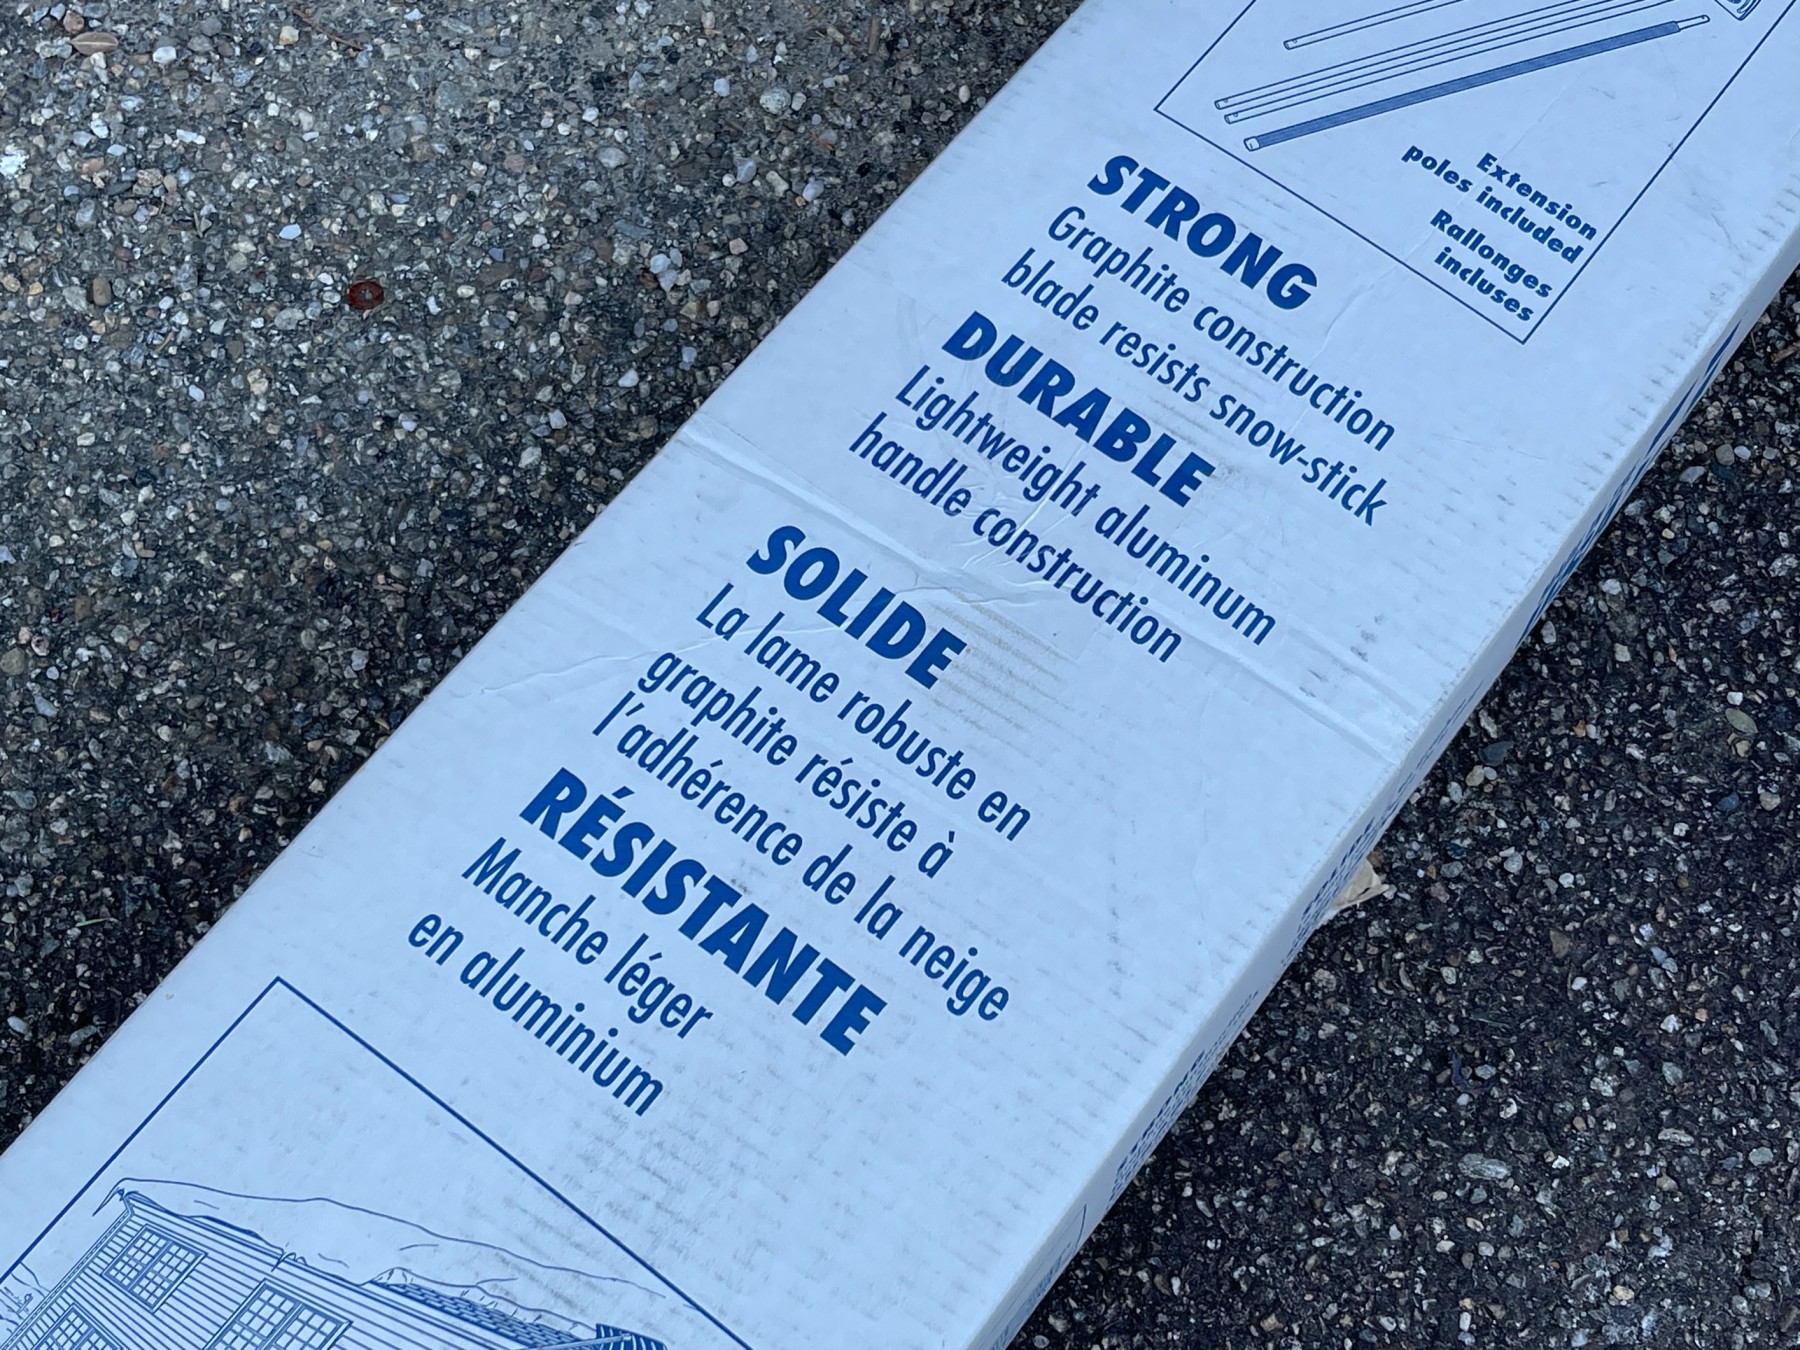 Extension
poles included
Rallonges
incluses
STRONG
Graphite construction
blade resists snow-stick
DURABLE
Lightweight aluminum
handle construction
SOLIDE
La lame robuste en
graphite résiste à
l'adhérence de la neige
RÉSISTANTE
Manche léger
en aluminium